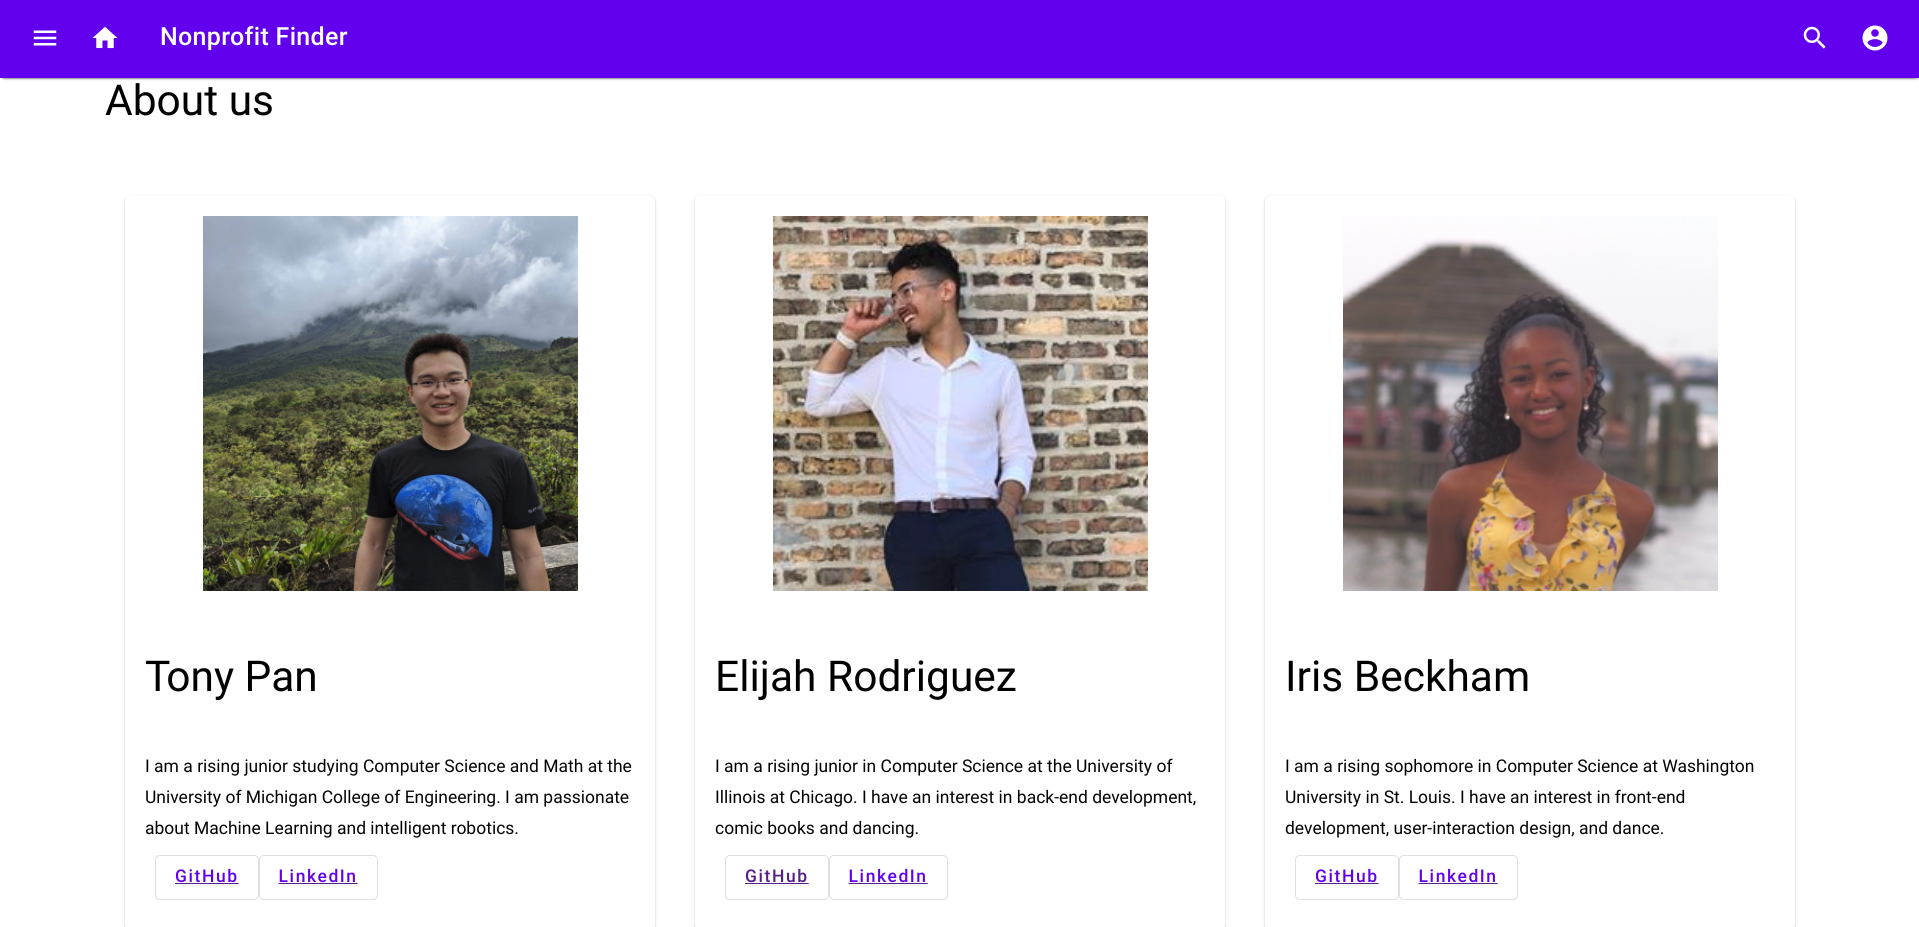 Nonprofit Finder
About us
Tony Pan
I am a rising junior studying Computer Science and Math at the
University of Michigan College of Engineering. I am passionate
about Machine Learning and intelligent robotics.
GitHub
LinkedIn
Elijah Rodriguez
I am a rising junior in Computer Science at the University of
Illinois at Chicago. I have an interest in back-end development,
comic books and dancing.
GitHub
LinkedIn
Iris Beckham
I am a rising sophomore in Computer Science at Washington
University in St. Louis. I have an interest in front-end
development, user-interaction design, and dance.
GitHub
LinkedIn